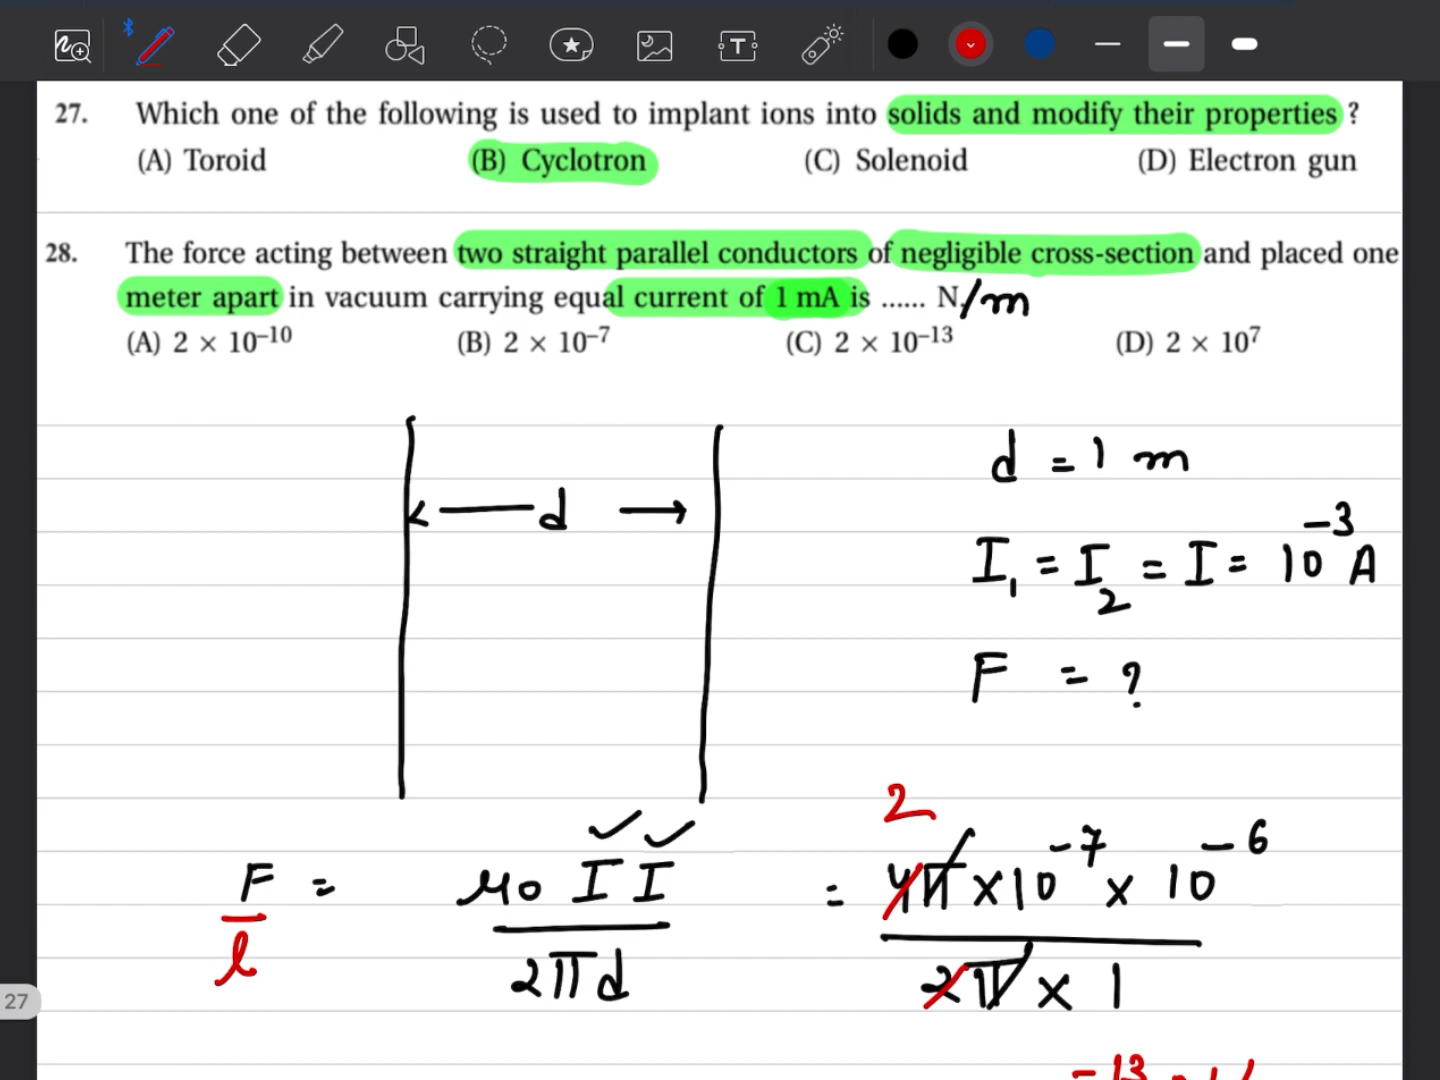 27. Which one of the following is used to implant ions into solids and modify their properties ?
(A) Toroid (B) Cyclotron (C) Solenoid (D) Electron gun
28. The force acting between two straight parallel conductors of negligible cross-section and placed one
meter apart in vacuum carrying equal current of 1 mA is ...... N/m
(A) 2 × 10⁻¹⁰ (B) 2 × 10⁻⁷ (C) 2 × 10⁻¹³ (D) 2 × 10⁷
d
d = 1 m
I₁ = I₂ = I = 10⁻³ A
F = ?
2
F/l = μ₀ I I / 2πd = 4π × 10⁻⁷ × 10⁻⁶ / 2π × 1
27
-13